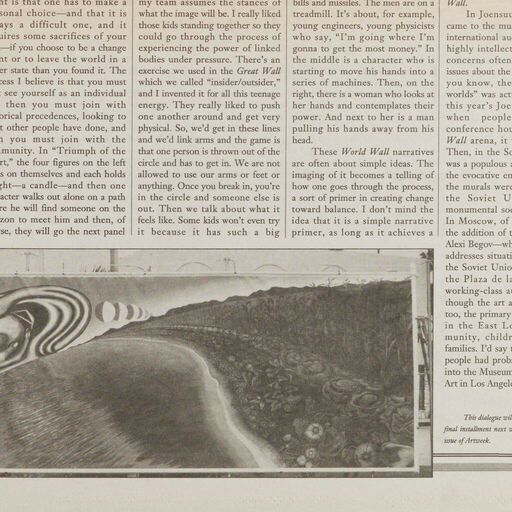 nt is that one has to make a
sonal choice—and that it is
ays a difficult one, and it
uires some sacrifices of your
—if you choose to be a change
nt or to leave the world in a
er state than you found it. The
cess I believe is that you must
see yourself as an individual
then you must join with
orical precedences, looking to
t other people have done, and
n you must join with the
munity. In “Triumph of the
rt,” the four figures on the left
s on themselves and each holds
ght—a candle—and then one
acter walks out alone on a path
re he will find someone on the
zon to meet him and then, of
rse, they will go the next panel
my team assumes the stances of
what the image will be. I really liked
those kids standing together so they
could go through the process of
experiencing the power of linked
bodies under pressure. There’s an
exercise we used in the Great Wall
which we called “insider/outsider,”
and I invented it for all this teenage
energy. They really liked to push
one another around and get very
physical. So, we’d get in these lines
and we’d link arms and the game is
that one person is thrown out of the
circle and has to get in. We are not
allowed to use our arms or feet or
anything. Once you break in, you’re
in the circle and someone else is
out. Then we talk about what it
feels like. Some kids won’t even try
it because it has such a big
bills and missiles. The men are on a
treadmill. It’s about, for example,
young engineers, young physicists
who say, “I’m going where I’m
gonna to get the most money.” In
the middle is a character who is
starting to move his hands into a
series of machines. Then, on the
right, there is a woman who looks at
her hands and contemplates their
power. And next to her is a man
pulling his hands away from his
head.
These World Wall narratives
are often about simple ideas. The
imaging of it becomes a telling of
how one goes through the process,
a sort of primer in creating change
toward balance. I don’t mind the
idea that it is a simple narrative
primer, as long as it achieves a
Wall.
In Joensuu
came to the mu
international au
highly intellect
concerns often
issues about the
you know, the
worlds” was act
this year’s Joe
when people
conference hou
Wall arena, it
Then, in the So
was a populous a
the evocative en
the murals were
the Soviet U
monumental soc
In Moscow, of
the addition of t
Alexi Begov—wh
addresses situati
the Soviet Union
the Plaza de la
working-class au
though the art a
too, the primary
in the East Lo
munity, childr
families. I’d say t
people had prob
into the Museum
Art in Los Angele
This dialogue wil
final installment next w
issue of Artweek.